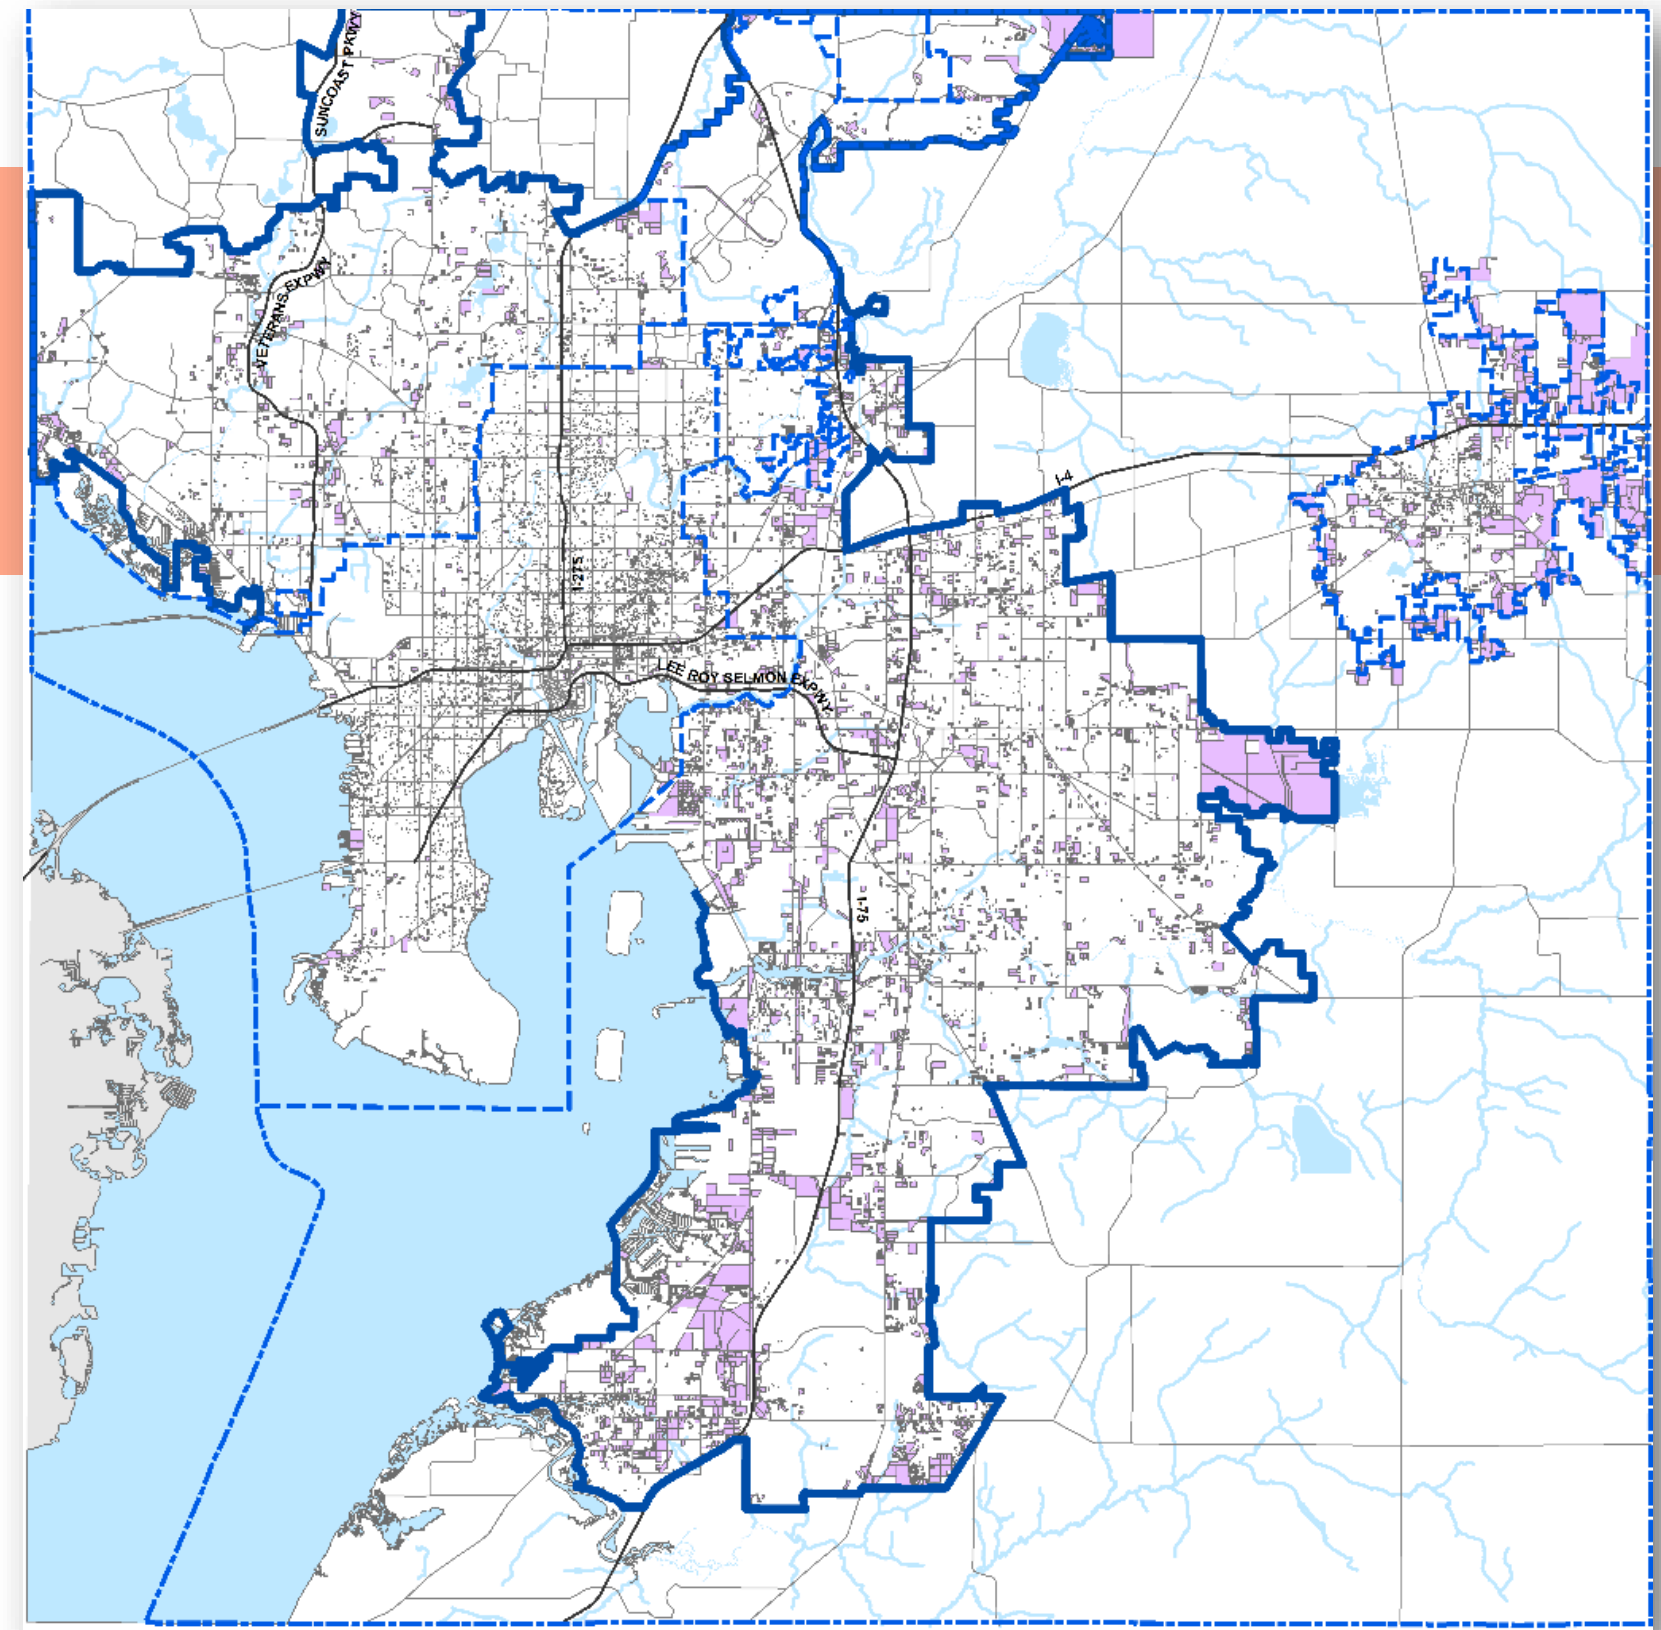 SUNCOAST PKWY
VETERANS EXPWY
I-4
I-275
LEE ROY SELMON EXPWY
I-75